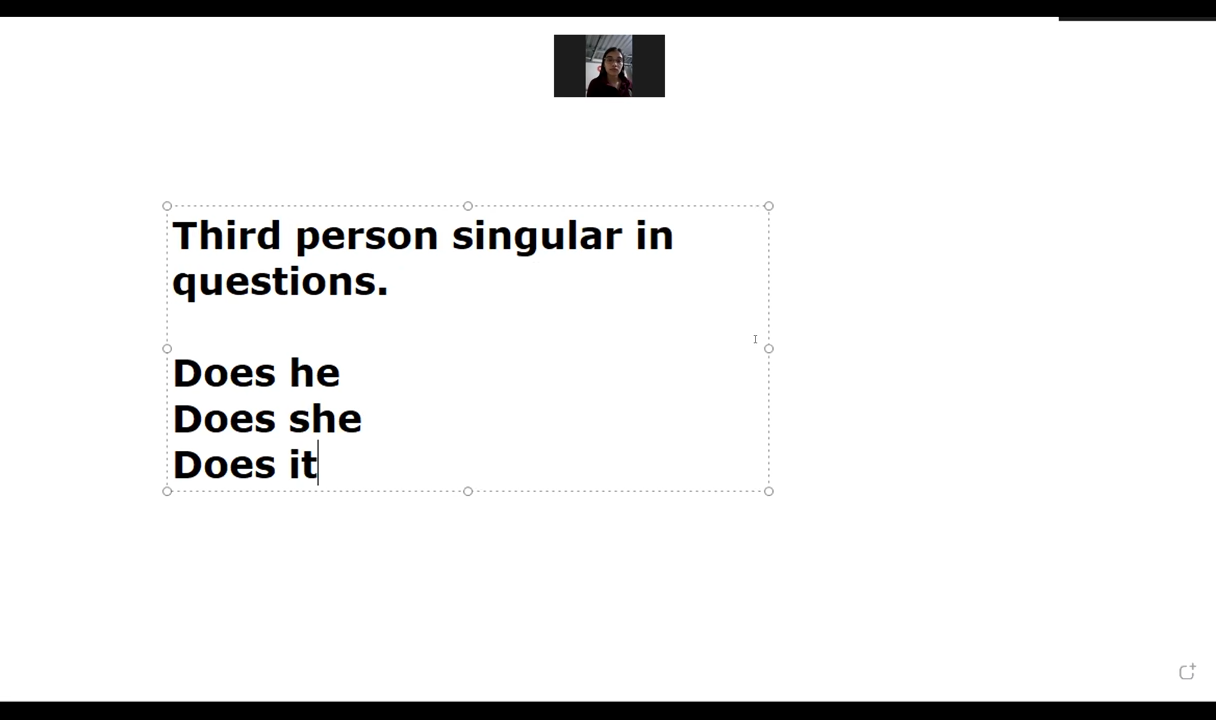 Third person singular in
questions.
Does he
Does she
Does it